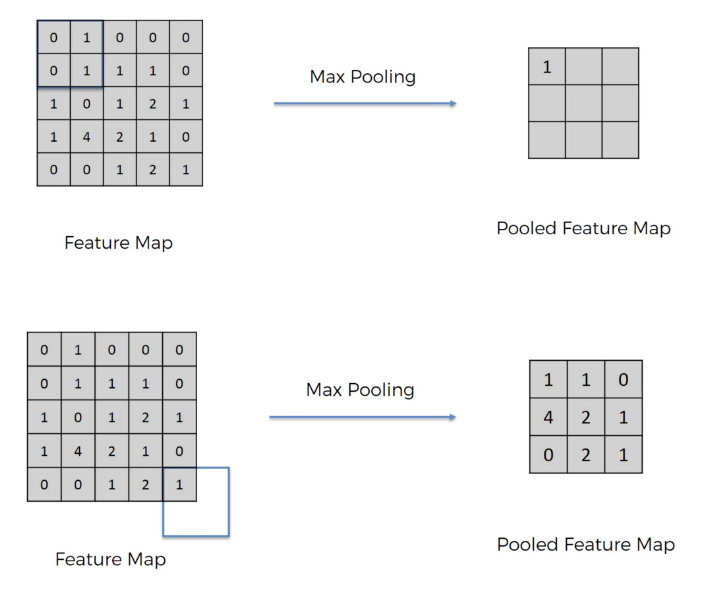 0 1 0 0 0
0 1 1 1 0
1 0 1 2 1
1 4 2 1 0
0 0 1 2 1
Feature Map
Max Pooling
1
Pooled Feature Map
0 1 0 0 0
0 1 1 1 0
1 0 1 2 1
1 4 2 1 0
0 0 1 2 1
Feature Map
Max Pooling
1 1 0
4 2 1
0 2 1
Pooled Feature Map